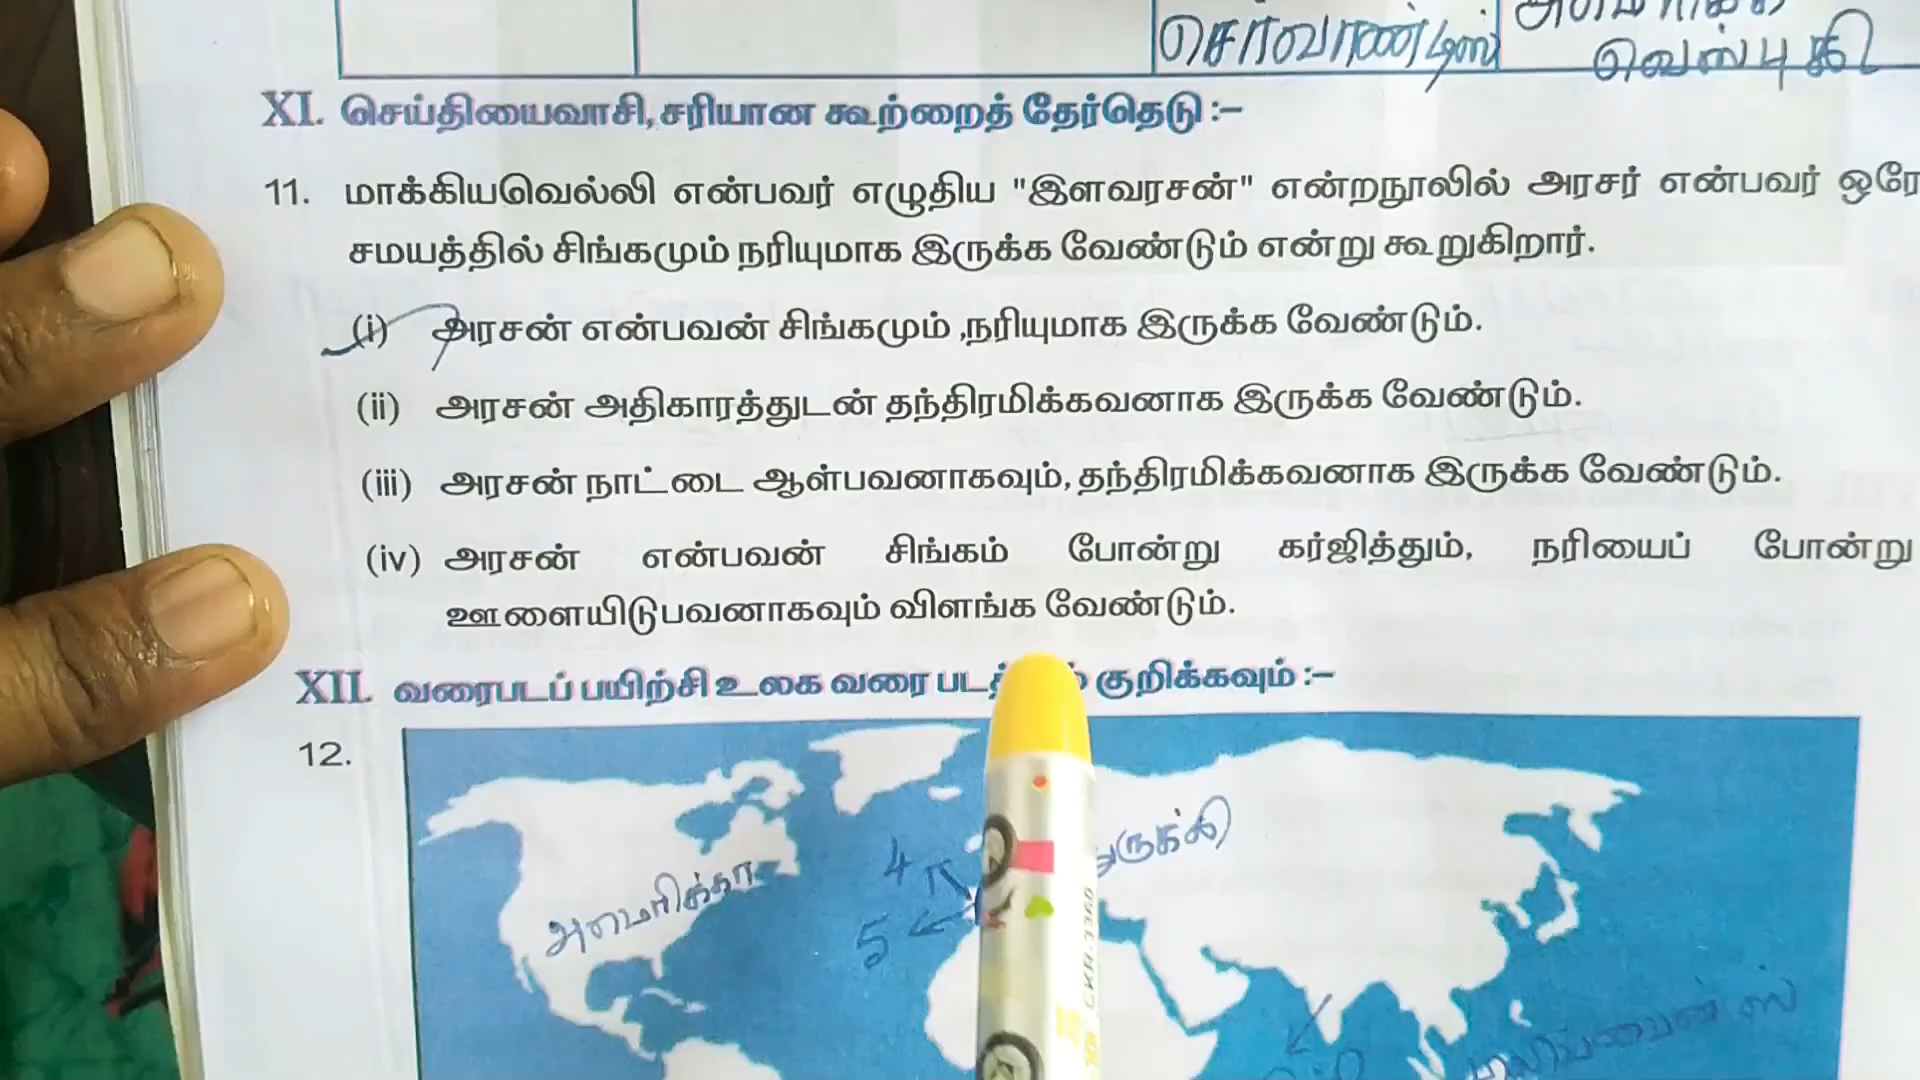 செர்வாண்டிஸ்
வெஸ்புகி
XI. செய்தியைவாசி, சரியான கூற்றைத் தேர்தெடு :–
11. மாக்கியவெல்லி என்பவர் எழுதிய "இளவரசன்" என்றநூலில் அரசர் என்பவர் ஒரே
சமயத்தில் சிங்கமும் நரியுமாக இருக்க வேண்டும் என்று கூறுகிறார்.
(i) அரசன் என்பவன் சிங்கமும் ,நரியுமாக இருக்க வேண்டும்.
(ii) அரசன் அதிகாரத்துடன் தந்திரமிக்கவனாக இருக்க வேண்டும்.
(iii) அரசன் நாட்டை ஆள்பவனாகவும், தந்திரமிக்கவனாக இருக்க வேண்டும்.
(iv) அரசன் என்பவன் சிங்கம் போன்று கர்ஜித்தும், நரியைப் போன்று
ஊளையிடுபவனாகவும் விளங்க வேண்டும்.
XII. வரைபடப் பயிற்சி உலக வரை குறிக்கவும் :–
12.
4
5
அமெரிக்கா